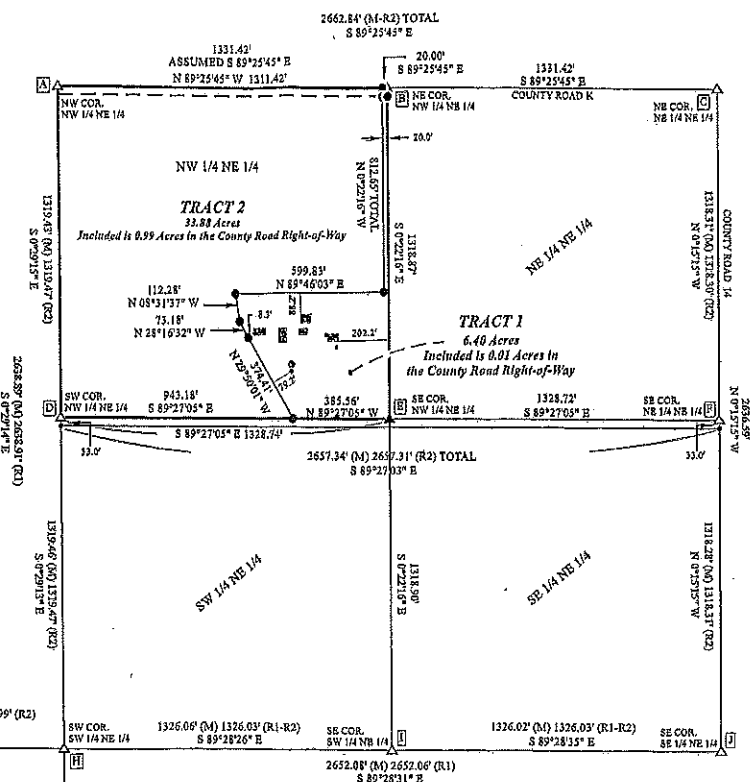 2662.84' (M-R2) TOTAL
S 89°25'45" E
1331.42'
ASSUMED S 89°25'45" E
N 89°25'45" W 1311.42'
20.00'
S 89°25'45" E
1331.42'
S 89°25'45" E
A
NW COR.
NW 1/4 NE 1/4
B
NE COR.
NW 1/4 NE 1/4
COUNTY ROAD K
NE COR.
NE 1/4 NE 1/4
C
20.0'
NW 1/4 NE 1/4
TRACT 2
33.88 Acres
Included is 0.99 Acres in the County Road Right-of-Way
812.65' TOTAL
N 0°22'16" W
1318.87'
S 0°22'16" E
NE 1/4 NE 1/4
1319.43' (M) 1319.47' (R2)
S 0°29'15" E
1318.31' (M) 1318.30' (R2)
N 0°15'15" W
COUNTY ROAD 14
599.83'
N 89°46'03" E
112.28'
N 08°31'37" W
73.18'
N 28°16'32" W
8.3'
202.2'
374.41'
N 29°50'01" W
79.2'
TRACT 1
6.40 Acres
Included is 0.01 Acres in
the County Road Right-of-Way
2638.89' (M) 2638.91' (R1)
S 0°29'14" E
D
SW COR.
NW 1/4 NE 1/4
943.18'
S 89°27'05" E
385.56'
N 89°27'05" W
E
SE COR.
NW 1/4 NE 1/4
1328.72'
S 89°27'05" E
SE COR.
NE 1/4 NE 1/4
F
S 89°27'05" E 1328.74'
2636.59'
N 0°15'15" W
33.0'
2657.34' (M) 2657.31' (R2) TOTAL
S 89°27'03" E
33.0'
1319.46' (M) 1319.47' (R2)
S 0°29'13" E
SW 1/4 NE 1/4
1318.90'
S 0°22'16" E
SE 1/4 NE 1/4
1318.28' (M) 1318.31' (R2)
N 0°15'15" W
99' (R2)
SW COR.
SW 1/4 NE 1/4
1326.06' (M) 1326.03' (R1-R2)
S 89°28'26" E
SE COR.
SW 1/4 NE 1/4
1326.02' (M) 1326.03' (R1-R2)
S 89°28'35" E
SE COR.
SE 1/4 NE 1/4
H
I
J
2652.08' (M) 2652.06' (R1)
S 89°28'31" E